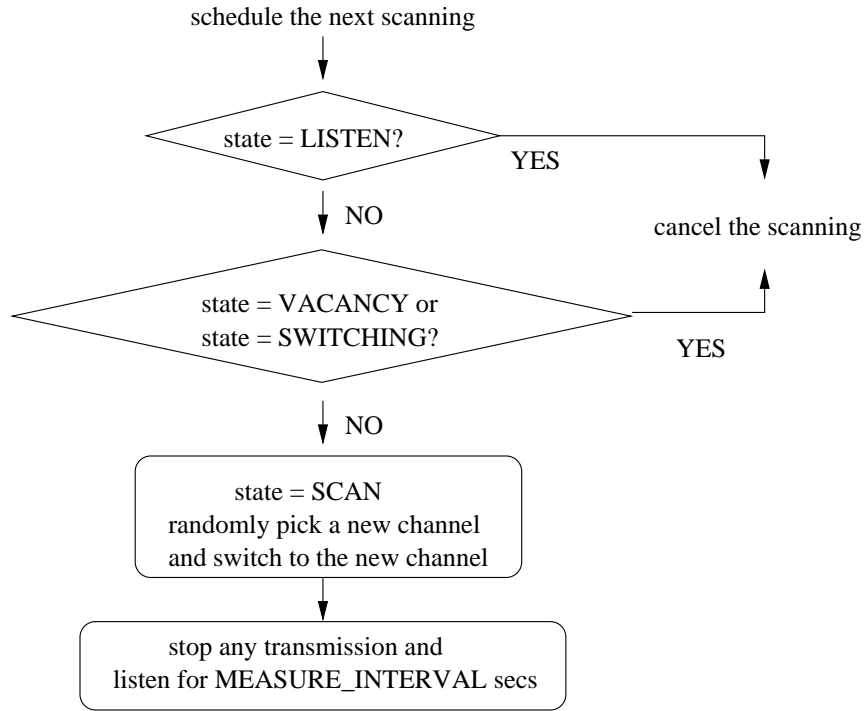 schedule the next scanning
state = LISTEN?
YES
NO
cancel the scanning
state = VACANCY or
state = SWITCHING?
YES
NO
state = SCAN
randomly pick a new channel
and switch to the new channel
stop any transmission and
listen for MEASURE_INTERVAL secs